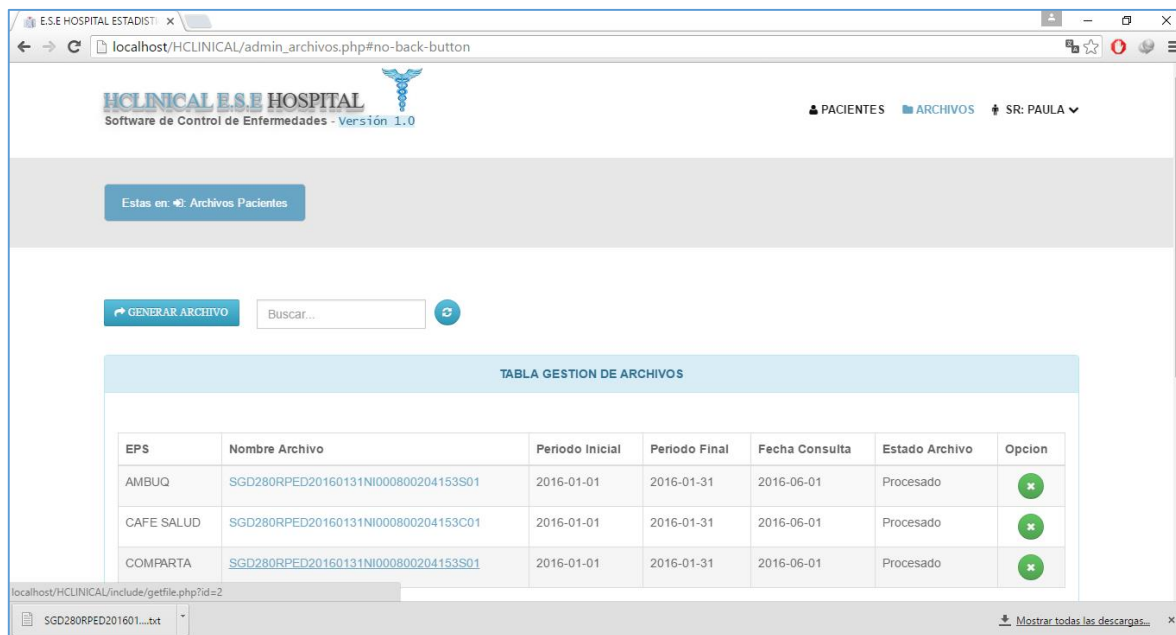 E.S.E HOSPITAL ESTADIST
localhost/HCLINICAL/admin_archivos.php#no-back-button
HCLINICAL E.S.E HOSPITAL
Software de Control de Enfermedades - Versión 1.0
PACIENTES ARCHIVOS SR: PAULA
Estas en: : Archivos Pacientes
GENERAR ARCHIVO Buscar...
TABLA GESTION DE ARCHIVOS
EPS Nombre Archivo Periodo Inicial Periodo Final Fecha Consulta Estado Archivo Opcion
AMBUQ SGD280RPED20160131NI000800204153S01 2016-01-01 2016-01-31 2016-06-01 Procesado
CAFE SALUD SGD280RPED20160131NI000800204153C01 2016-01-01 2016-01-31 2016-06-01 Procesado
COMPARTA SGD280RPED20160131NI000800204153S01 2016-01-01 2016-01-31 2016-06-01 Procesado
localhost/HCLINICAL/include/getfile.php?id=2
SGD280RPED201601....txt Mostrar todas las descargas...